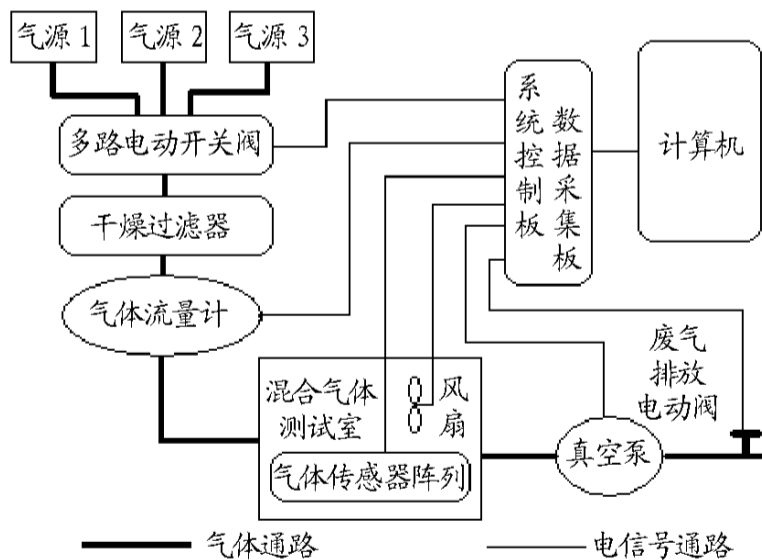 气源1 气源2 气源3
多路电动开关阀
干燥过滤器
气体流量计
系统控制板
数据采集板
计算机
混合气体
测试室
风扇
气体传感器阵列
真空泵
废气
排放
电动阀
气体通路
电信号通路